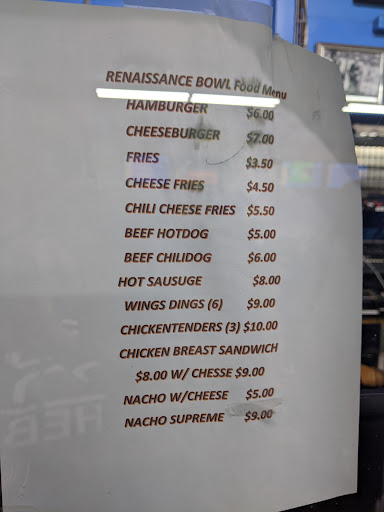 RENAISSANCE BOWL Food Menu
HAMBURGER $6.00
CHEESEBURGER $7.00
FRIES $3.50
CHEESE FRIES $4.50
CHILI CHEESE FRIES $5.50
BEEF HOTDOG $5.00
BEEF CHILIDOG $6.00
HOT SAUSUGE $8.00
WINGS DINGS (6) $9.00
CHICKENTENDERS (3) $10.00
CHICKEN BREAST SANDWICH
$8.00 W/ CHESSE $9.00
NACHO W/CHEESE $5.00
NACHO SUPREME $9.00